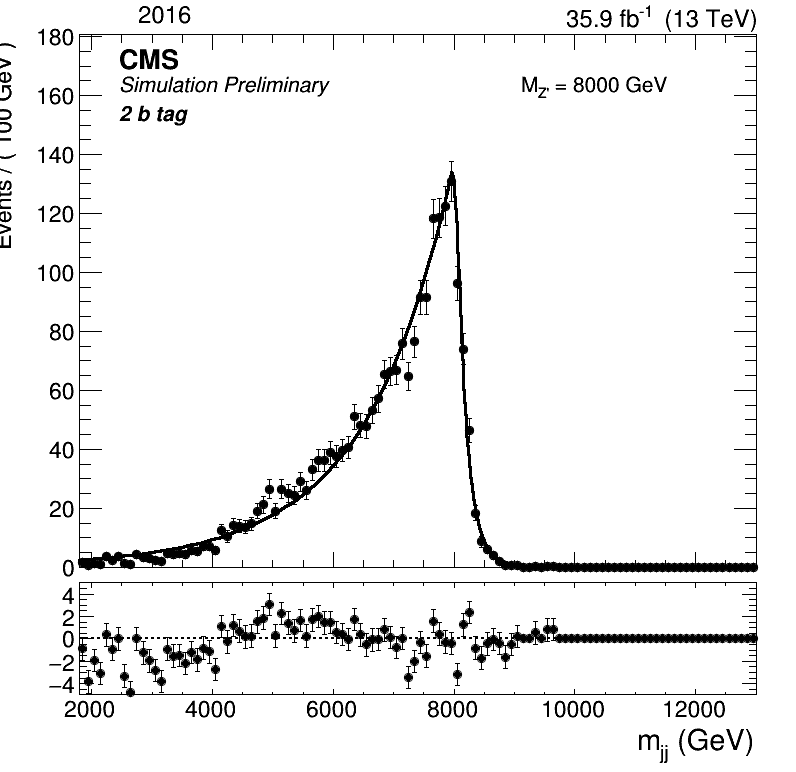 2016 35.9 fb⁻¹ (13 TeV)
CMS
Simulation Preliminary
M_Z' = 8000 GeV
2 b tag
Events / ( 100 GeV )
180
160
140
120
100
80
60
40
20
0
4
2
0
−2
−4
2000 4000 6000 8000 10000 12000
m_jj (GeV)